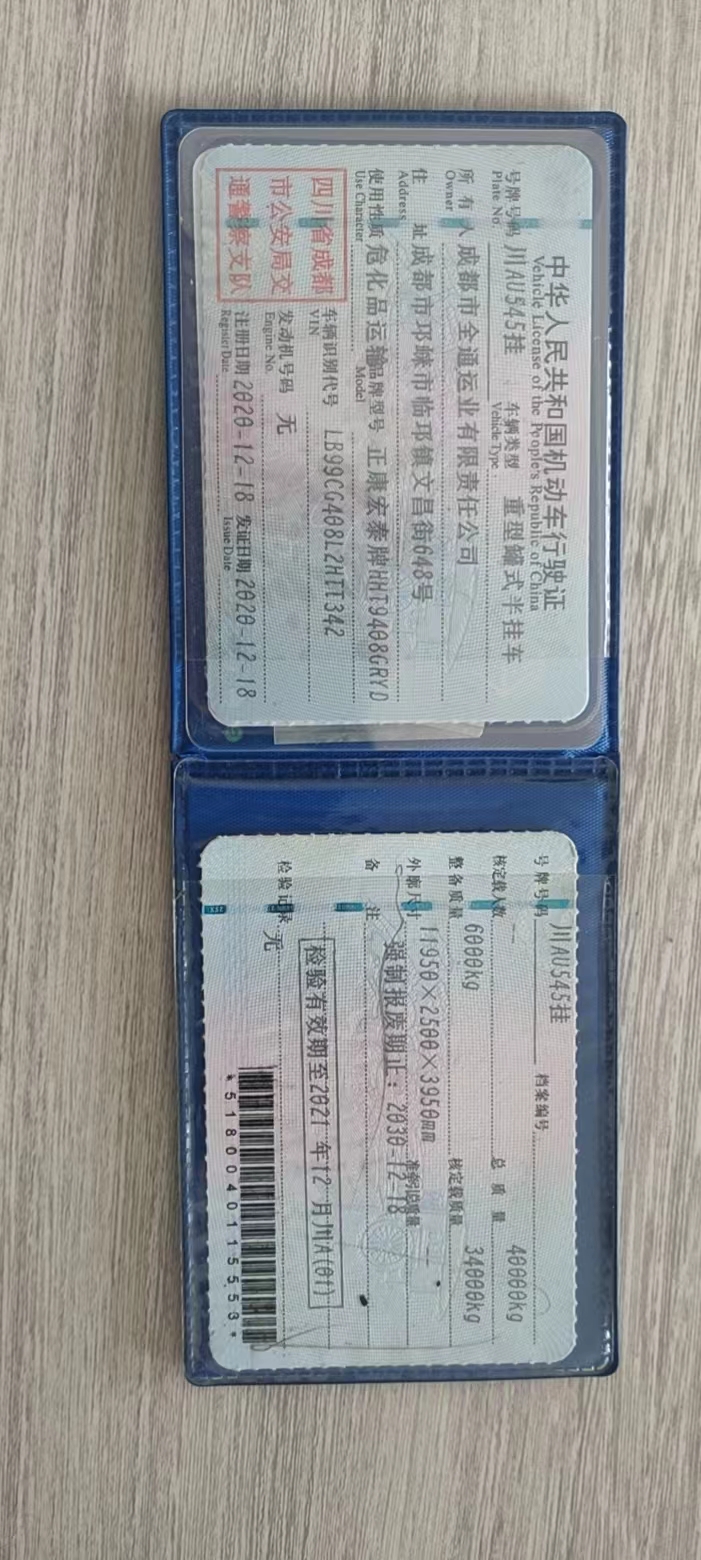 中华人民共和国机动车行驶证
Vehicle License of the People's Republic of China
号牌号码 川AU545挂 车辆类型 重型罐式半挂车
Plate No. Vehicle Type
所有人 成都市全通运业有限责任公司
Owner
住址 成都市邛崃市临邛镇文昌街648号
Address
使用性质 危化品运输 品牌型号 正康宏泰牌HHT9408GRYD
Use Character Model
四川省成都
市公安局交
通警察支队
车辆识别代号 LB99CG408L2HTT342
VIN
发动机号码 无
Engine No.
注册日期 2020-12-18 发证日期 2020-12-18
Register Date Issue Date
号牌号码 川AU545挂 档案编号
核定载人数 — 总质量 40000kg
整备质量 6000kg 核定载质量 34000kg
外廓尺寸 11950×2500×3950mm 准牵引总质量 —
备注 强制报废期止：2030-12-18
检验有效期至2021年12月川A(01)
检验记录 无
*5180040115553*